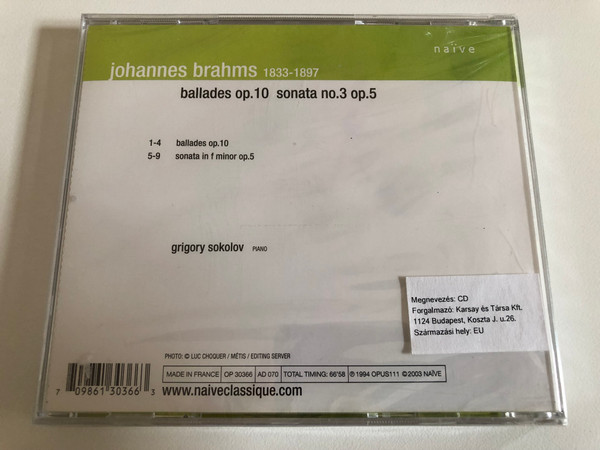 naïve
johannes brahms 1833-1897
ballades op.10 sonata no.3 op.5
1-4 ballades op.10
5-9 sonata in f minor op.5
grigory sokolov PIANO
Megnevezés: CD
Forgalmazó: Karsay és Társa Kft.
1124 Budapest, Koszta J. u.26.
Származási hely: EU
PHOTO: © LUC CHOQUER / MÉTIS / EDITING SERVER
MADE IN FRANCE OP 30366 AD 070 TOTAL TIMING: 66'58 ℗ 1994 OPUS111 © 2003 NAÏVE
7 09861 30366 3
www.naiveclassique.com